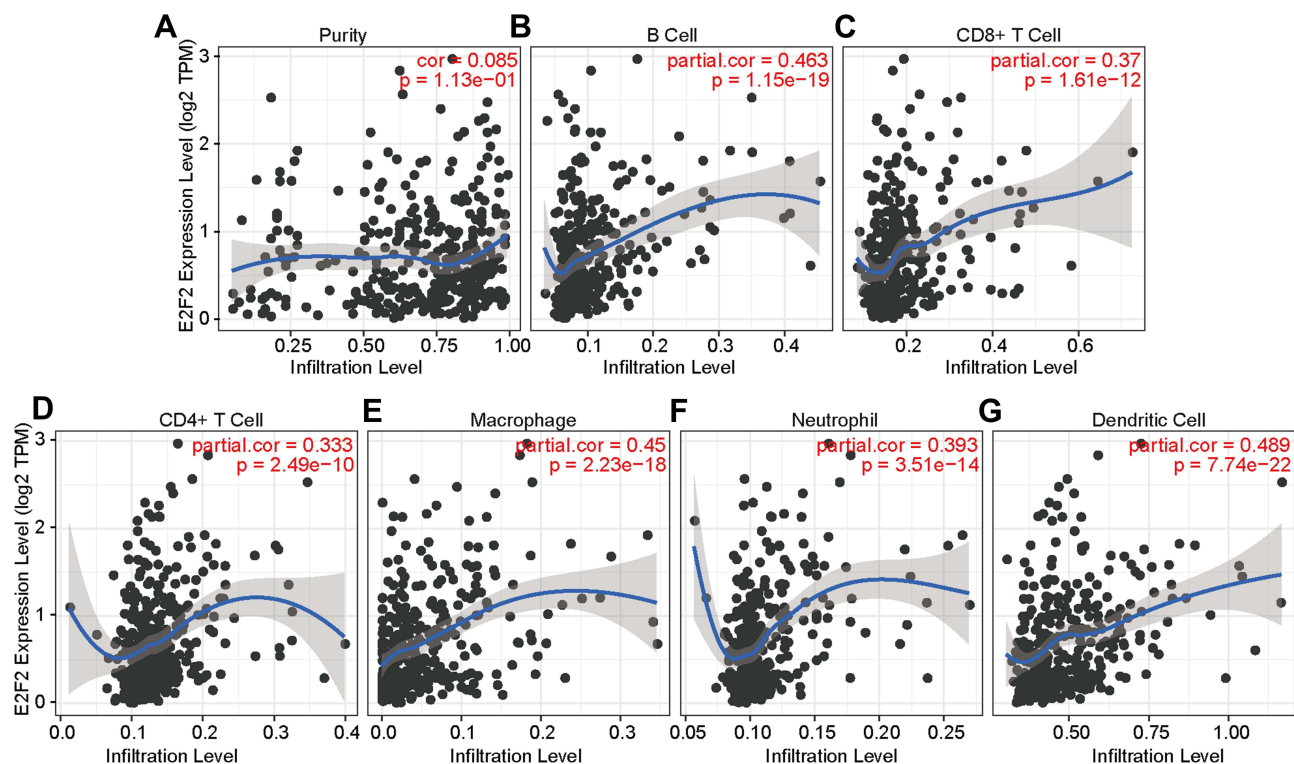 A
Purity
cor = 0.085
p = 1.13e−01
E2F2 Expression Level (log2 TPM)
3
2
1
0
0.25 0.50 0.75 1.00
Infiltration Level
B
B Cell
partial.cor = 0.463
p = 1.15e−19
0.1 0.2 0.3 0.4
Infiltration Level
C
CD8+ T Cell
partial.cor = 0.37
p = 1.61e−12
0.2 0.4 0.6
Infiltration Level
D
CD4+ T Cell
partial.cor = 0.333
p = 2.49e−10
E2F2 Expression Level (log2 TPM)
3
2
1
0
0.0 0.1 0.2 0.3 0.4
Infiltration Level
E
Macrophage
partial.cor = 0.45
p = 2.23e−18
0.0 0.1 0.2 0.3
Infiltration Level
F
Neutrophil
partial.cor = 0.393
p = 3.51e−14
0.05 0.10 0.15 0.20 0.25
Infiltration Level
G
Dendritic Cell
partial.cor = 0.489
p = 7.74e−22
0.50 0.75 1.00
Infiltration Level